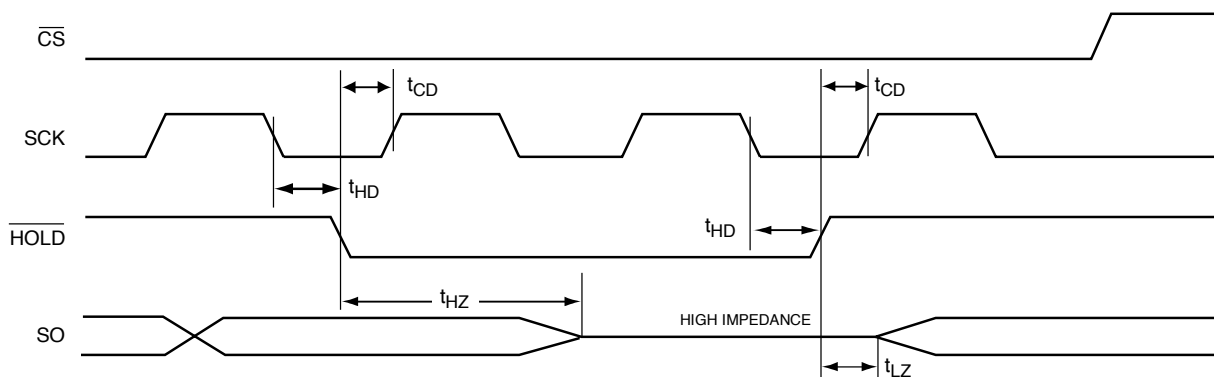 CS
tCD
tCD
SCK
tHD
HOLD
tHD
tHZ
HIGH IMPEDANCE
SO
tLZ